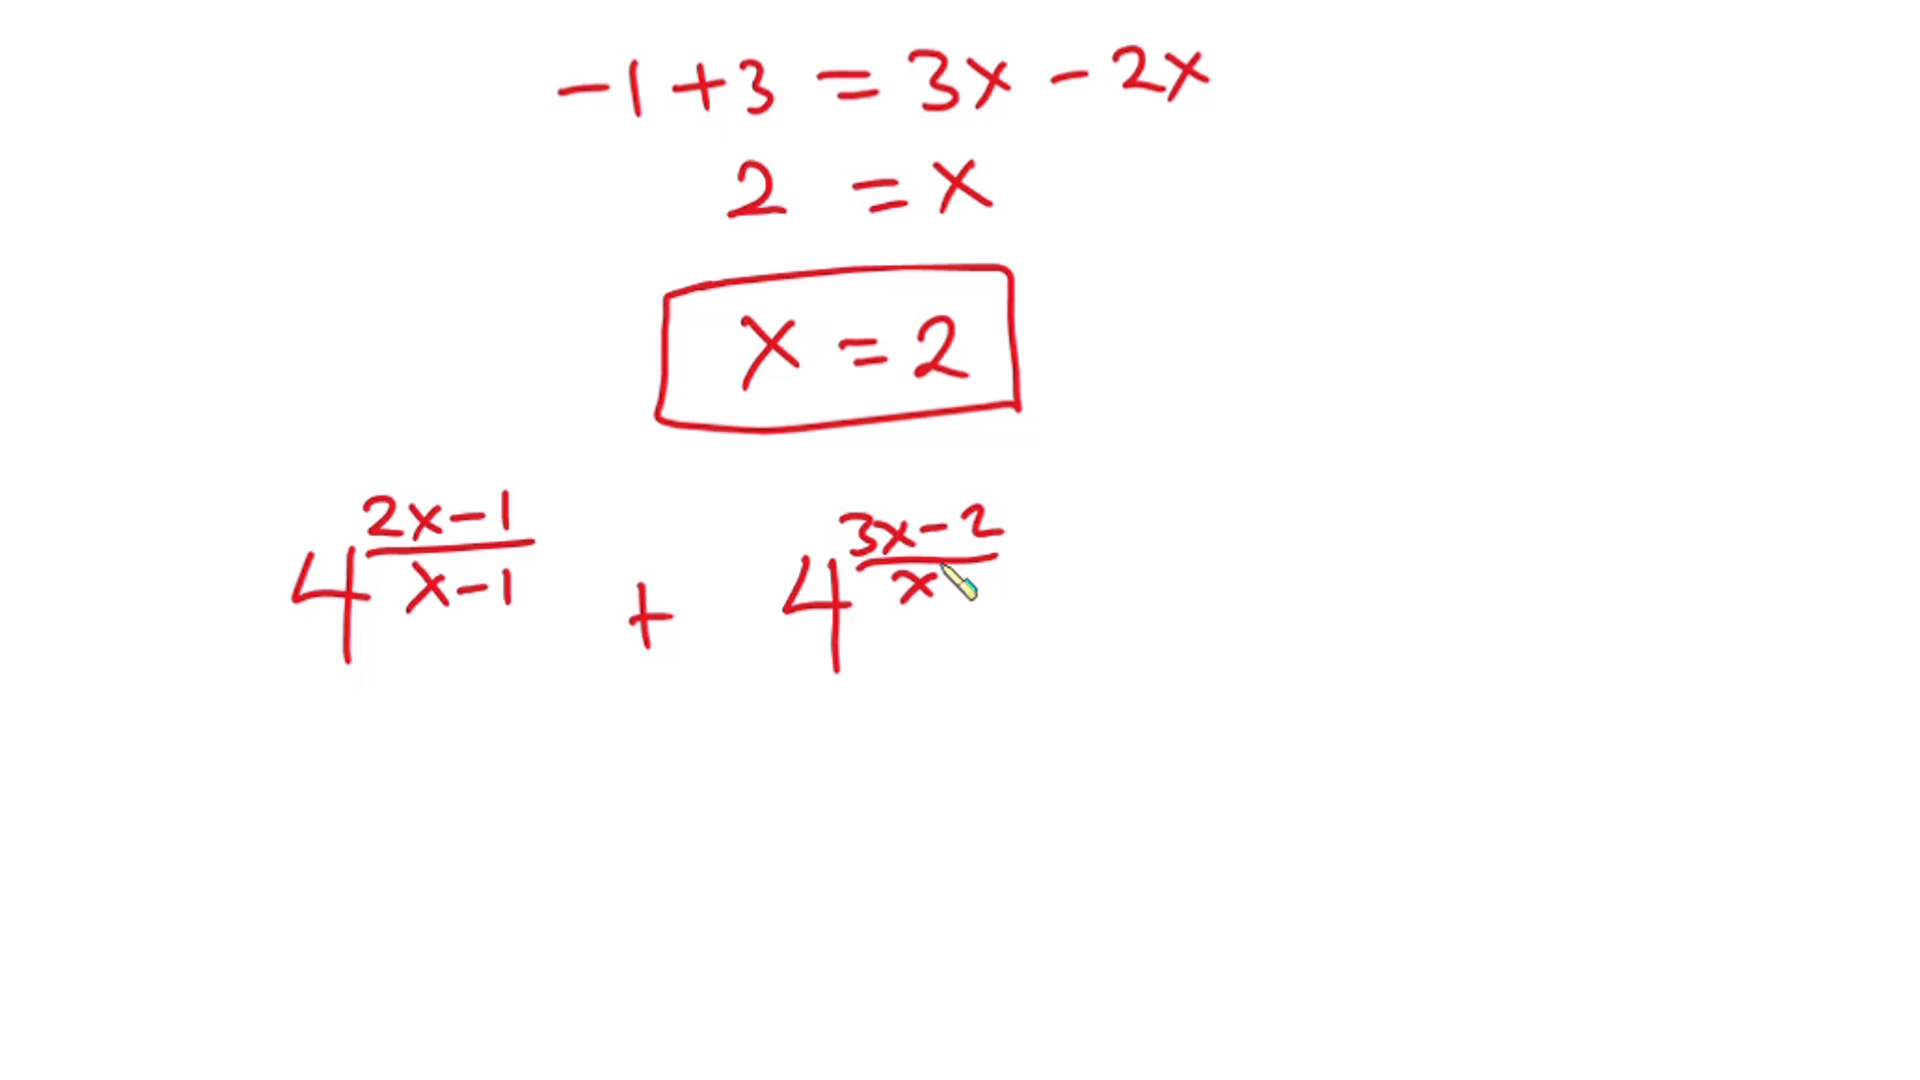 -1 + 3 = 3x - 2x
2 = x
x = 2
4^((2x-1)/(x-1)) + 4^((3x-2)/x)